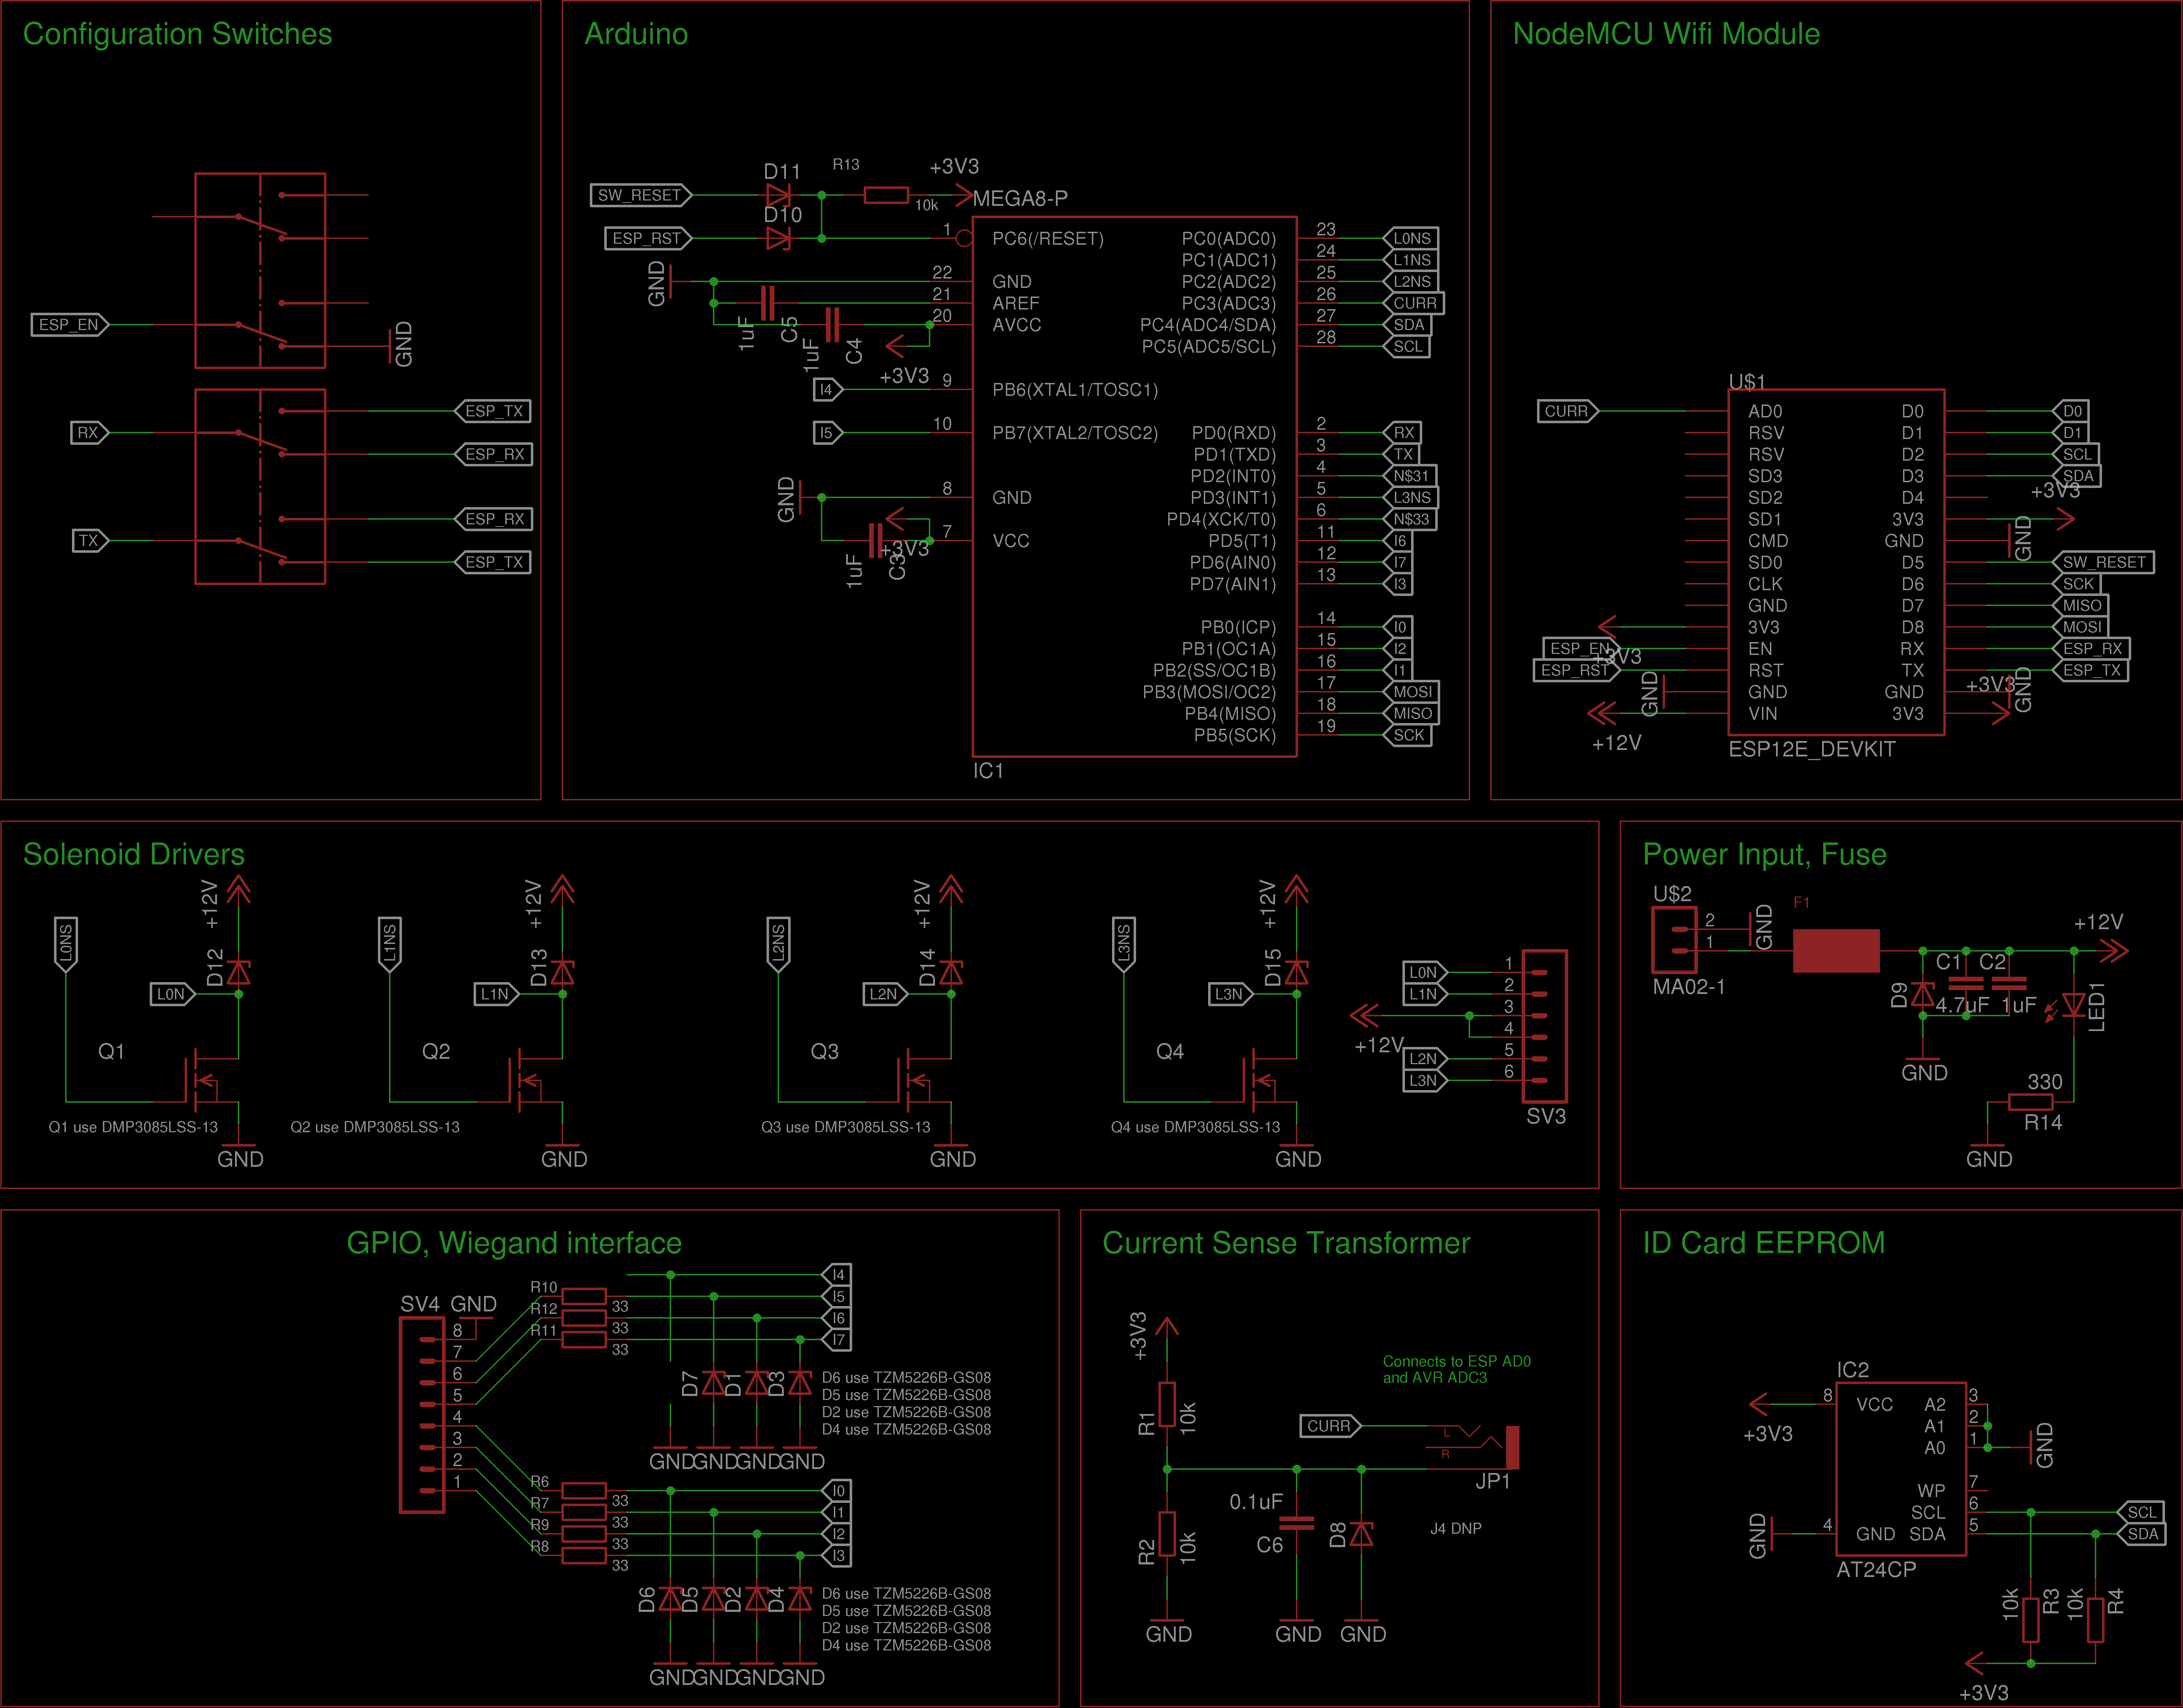 Configuration Switches
ESP_EN
GND
RX
TX
ESP_TX
ESP_RX
ESP_RX
ESP_TX
Arduino
SW_RESET
D11
R13
10k
+3V3
ESP_RST
D10
MEGA8-P
GND
1uF
C5
1uF
C4
+3V3
I4
I5
GND
1uF
C3
+3V3
1
PC6(/RESET)
22
GND
21
AREF
20
AVCC
9
PB6(XTAL1/TOSC1)
10
PB7(XTAL2/TOSC2)
8
GND
7
VCC
PC0(ADC0) 23 L0NS
PC1(ADC1) 24 L1NS
PC2(ADC2) 25 L2NS
PC3(ADC3) 26 CURR
PC4(ADC4/SDA) 27 SDA
PC5(ADC5/SCL) 28 SCL
PD0(RXD) 2 RX
PD1(TXD) 3 TX
PD2(INT0) 4 N$31
PD3(INT1) 5 L3NS
PD4(XCK/T0) 6 N$33
PD5(T1) 11 I6
PD6(AIN0) 12 I7
PD7(AIN1) 13 I3
PB0(ICP) 14 I0
PB1(OC1A) 15 I2
PB2(SS/OC1B) 16 I1
PB3(MOSI/OC2) 17 MOSI
PB4(MISO) 18 MISO
PB5(SCK) 19 SCK
IC1
NodeMCU Wifi Module
U$1
CURR AD0 D0 D0
RSV D1 D1
RSV D2 SCL
SD3 D3 SDA
SD2 D4 +3V3
SD1 3V3
CMD GND GND
SD0 D5 SW_RESET
CLK D6 SCK
GND D7 MISO
3V3 D8 MOSI
+3V3
ESP_EN EN RX ESP_RX
ESP_RST RST TX ESP_TX
GND GND GND GND
VIN 3V3 +3V3
+12V
ESP12E_DEVKIT
Solenoid Drivers
L0NS
+12V
D12
L0N
Q1
Q1 use DMP3085LSS-13
GND
L1NS
+12V
D13
L1N
Q2
Q2 use DMP3085LSS-13
GND
L2NS
+12V
D14
L2N
Q3
Q3 use DMP3085LSS-13
GND
L3NS
+12V
D15
L3N
Q4
Q4 use DMP3085LSS-13
GND
L0N 1
L1N 2
3
+12V 4
L2N 5
L3N 6
SV3
Power Input, Fuse
U$2
2
1
MA02-1
GND
F1
+12V
C1
C2
D9
4.7uF
1uF
LED1
GND
330
R14
GND
GPIO, Wiegand interface
SV4
GND
8
7
6
5
4
3
2
1
R10
33
R12
33
R11
33
I4
I5
I6
I7
D7
D1
D3
D6 use TZM5226B-GS08
D5 use TZM5226B-GS08
D2 use TZM5226B-GS08
D4 use TZM5226B-GS08
GND
GND
GND
GND
R6
33
R7
33
R9
33
R8
33
I0
I1
I2
I3
D6
D5
D2
D4
D6 use TZM5226B-GS08
D5 use TZM5226B-GS08
D2 use TZM5226B-GS08
D4 use TZM5226B-GS08
GND
GND
GND
GND
Current Sense Transformer
+3V3
R1
10k
R2
10k
GND
Connects to ESP AD0
and AVR ADC3
CURR
L
R
JP1
J4 DNP
0.1uF
C6
GND
D8
GND
ID Card EEPROM
IC2
+3V3
8
VCC
A2
3
A1
2
A0
1
GND
WP
7
SCL
6
SCL
GND
4
GND
SDA
5
SDA
AT24CP
10k
R3
10k
R4
+3V3